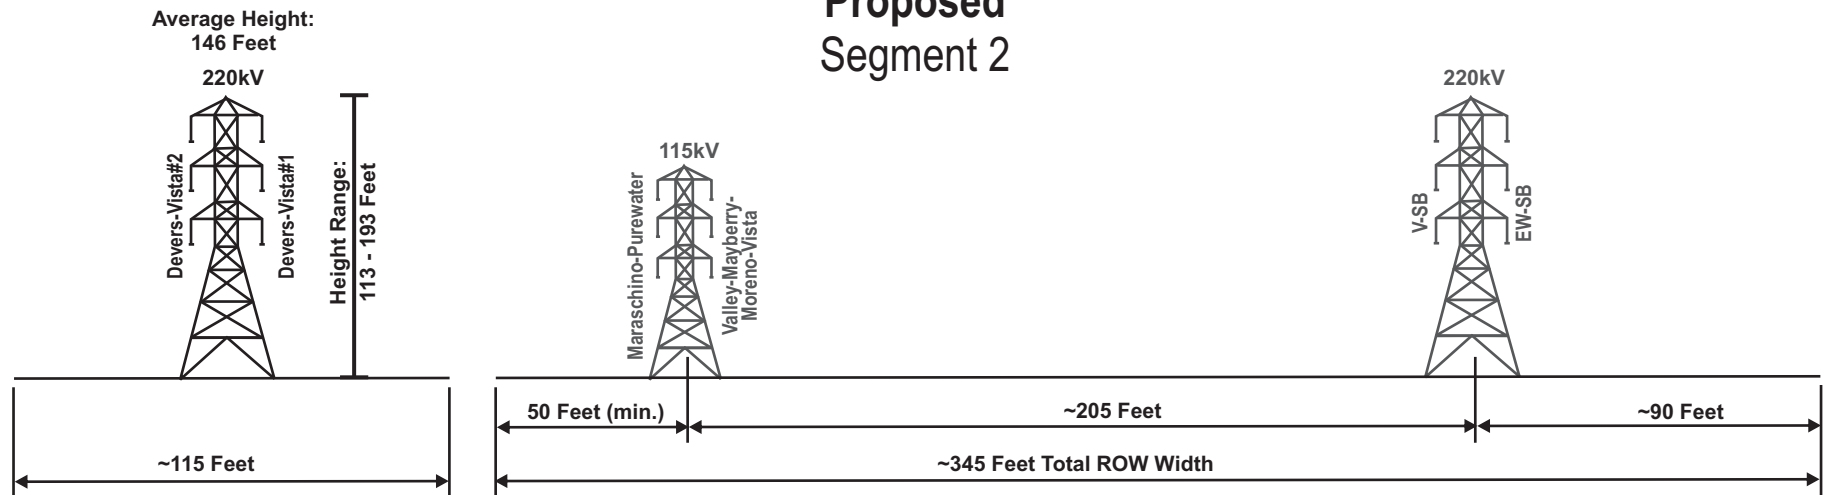 Proposed
Segment 2
Average Height:
146 Feet
220kV
Devers-Vista#2
Devers-Vista#1
Height Range:
113 - 193 Feet
115kV
Maraschino-Purewater
Valley-Mayberry-
Moreno-Vista
220kV
V-SB
EW-SB
50 Feet (min.)
~205 Feet
~90 Feet
~115 Feet
~345 Feet Total ROW Width